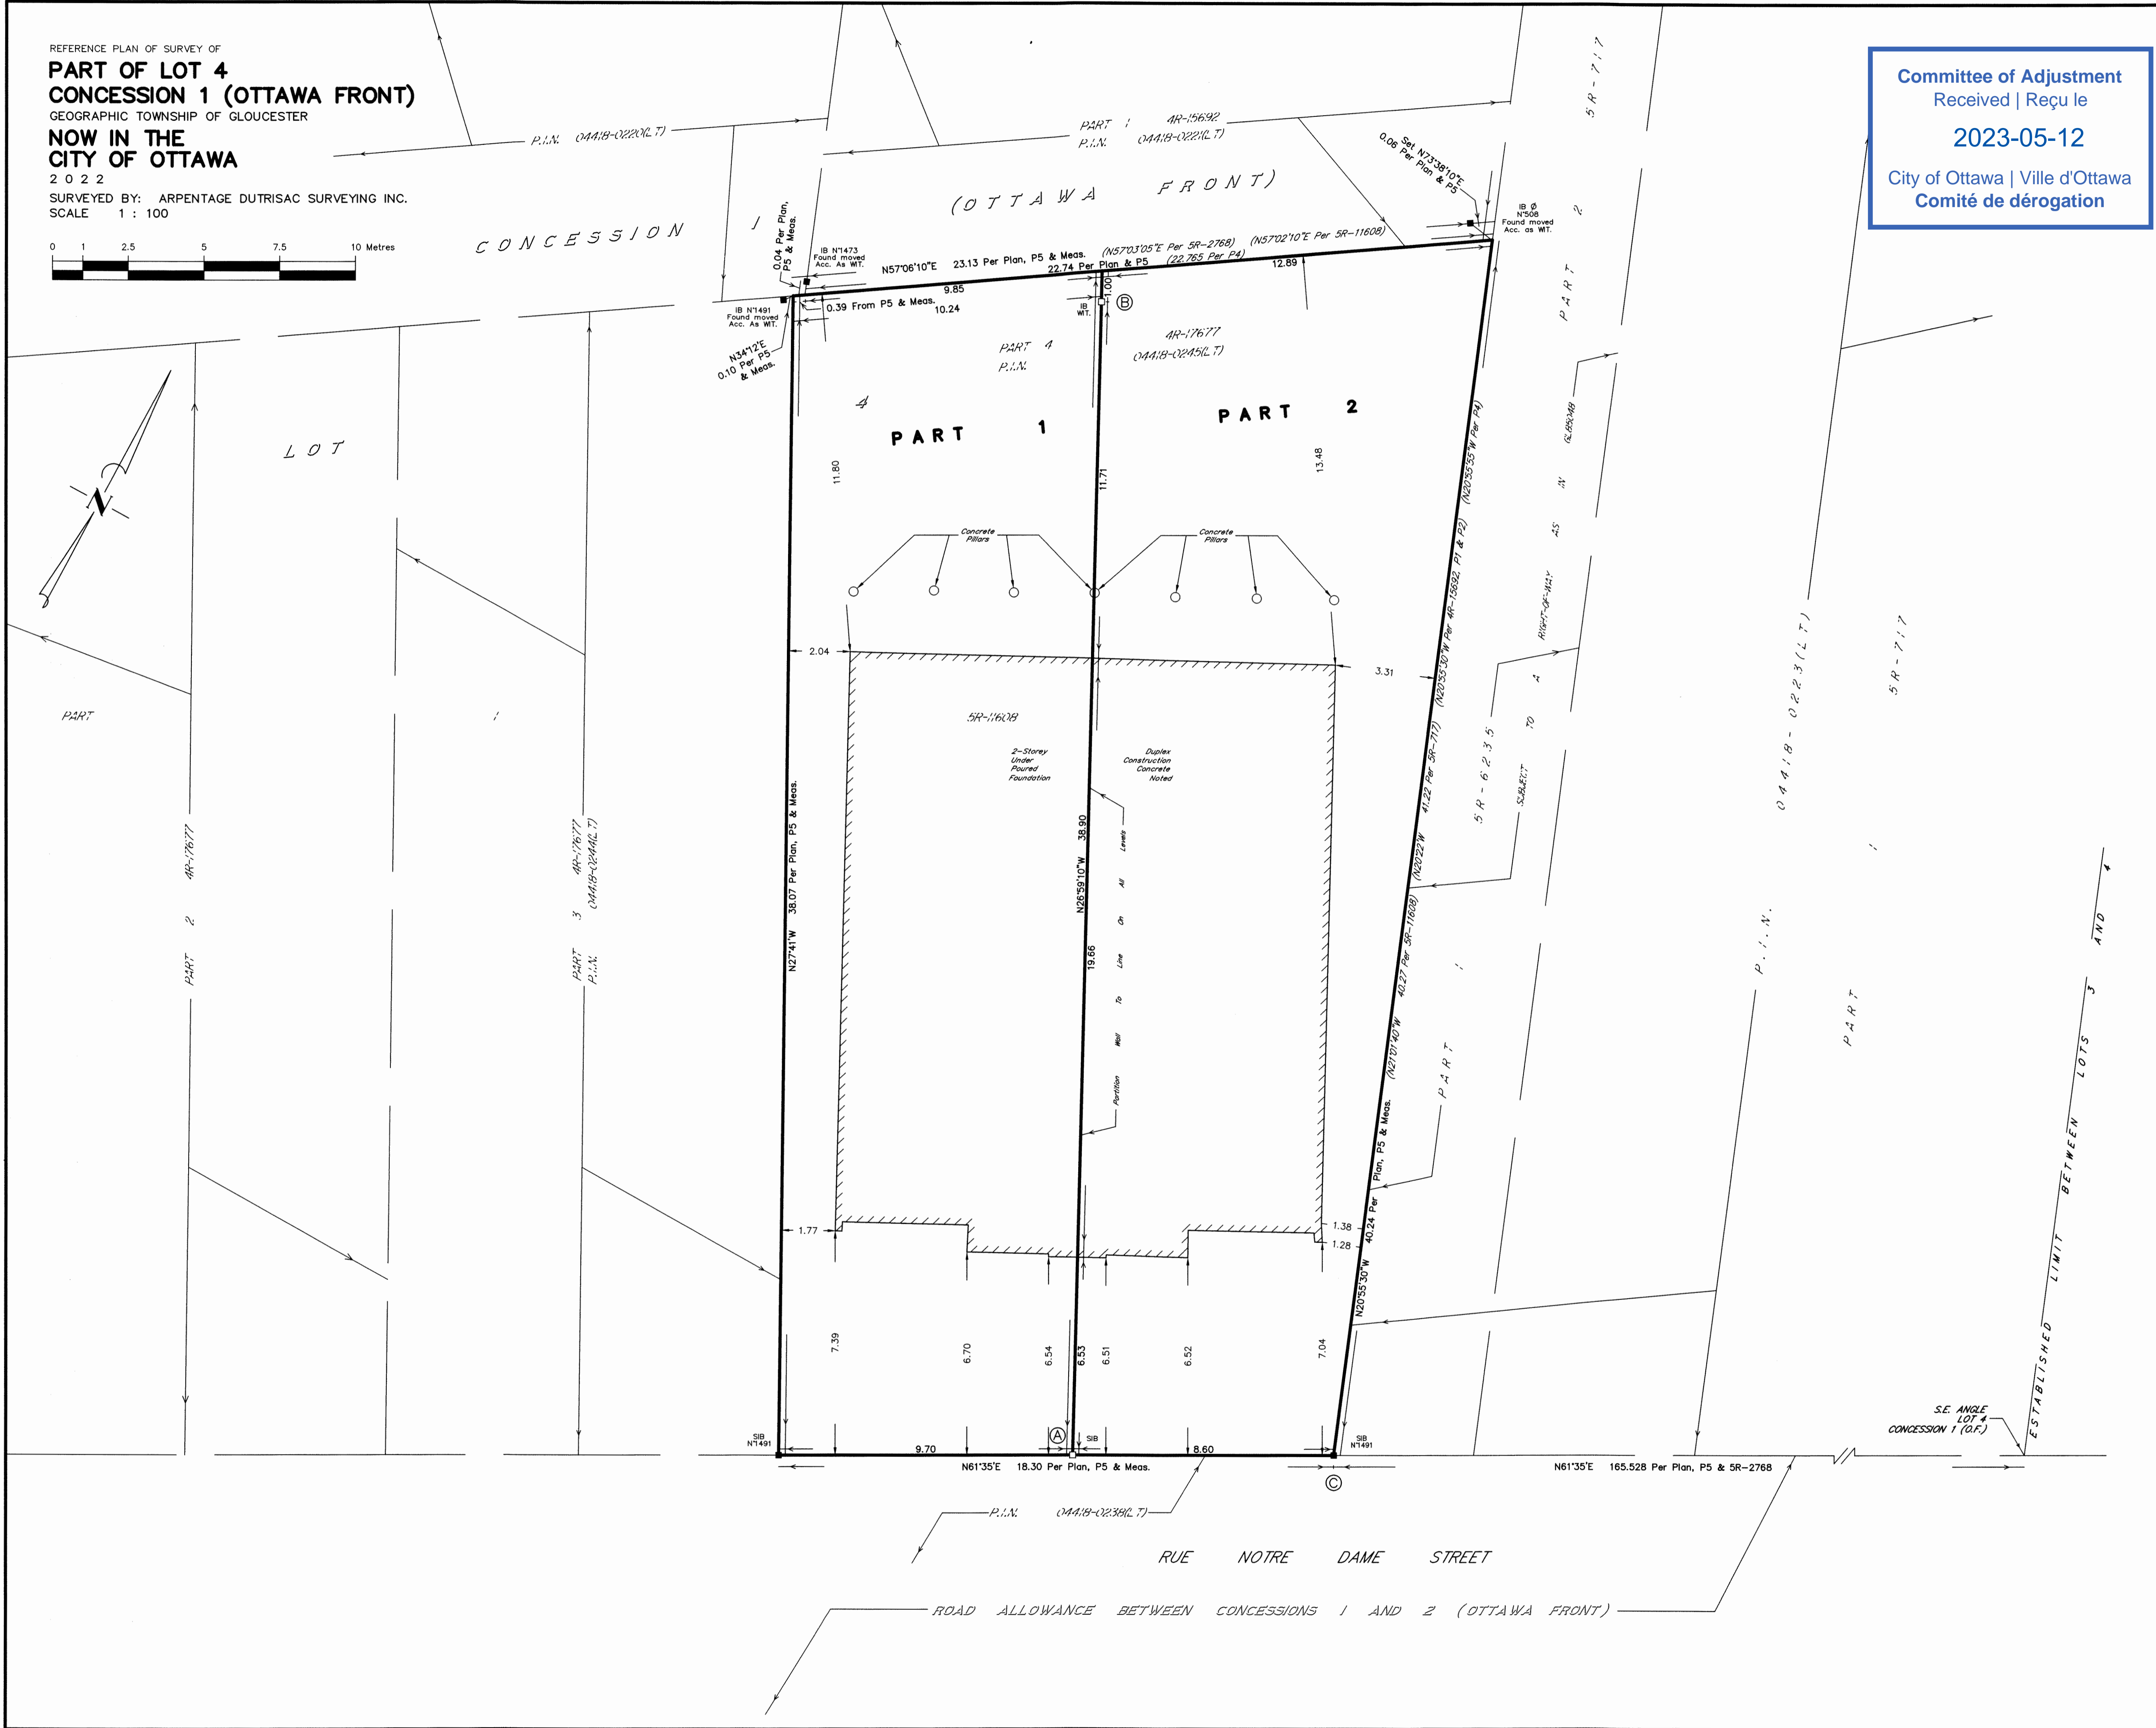 REFERENCE PLAN OF SURVEY OF
PART OF LOT 4
CONCESSION 1 (OTTAWA FRONT)
GEOGRAPHIC TOWNSHIP OF GLOUCESTER
NOW IN THE
CITY OF OTTAWA
2022
SURVEYED BY: ARPENTAGE DUTRISAC SURVEYING INC.
SCALE 1 : 100
0 1 2.5 5 7.5 10 Metres
Committee of Adjustment
Received | Reçu le
2023-05-12
City of Ottawa | Ville d'Ottawa
Comité de dérogation
P.I.N. 04418-0220(LT)
PART 1 4R-15692
P.I.N. 04418-0221(LT)
5R-717
PART 2
CONCESSION 1 (OTTAWA FRONT)
Set N73°38'10"E
0.06 Per Plan & P5
IB Ø
N°508
Found moved
Acc. as WIT.
0.04 Per Plan,
P5 & Meas.
IB N°1473
Found moved
Acc. As WIT.
N57°06'10"E 23.13 Per Plan, P5 & Meas. (N57°03'05"E Per 5R-2768) (N57°02'10"E Per 5R-11608)
22.74 Per Plan & P5 (22.765 Per P4)
9.85
12.89
0.39 From P5 & Meas.
10.24
IB N°1491
Found moved
Acc. As WIT.
N34°12'E
0.10 Per P5
& Meas.
1.00
IB
WIT.
B
PART 4 4R-17677
P.I.N. 04418-0245(LT)
LOT 4
PART 1
PART 2
11.80
11.71
13.48
N
Concrete
Pillars
Concrete
Pillars
2.04
3.31
PART 1
5R-11608
2-Storey Duplex
Under Construction
Poured Concrete
Foundation Noted
N27°41'W 38.07 Per Plan, P5 & Meas.
N26°59'10"W 38.90
19.66
Partition Wall To Line On All Levels
N20°55'30"W 40.24 Per Plan, P5 & Meas. (N21°01'40"W 40.27 Per 5R-11608) (N20°22'W 41.22 Per 5R-717) (N20°55'30"W Per 4R-15692, P1 & P2) (N20°55'55"W Per P4)
PART 1 5R-6235
SUBJECT TO A RIGHT-OF-WAY AS IN GL85048
P.I.N. 04418-0223(LT)
PART 1 5R-717
ESTABLISHED LIMIT BETWEEN LOTS 3 AND 4
PART 2 4R-17677
PART 3 4R-17677
P.I.N. 04418-0244(LT)
1.77
1.38
1.28
7.39
6.70
6.54
6.53
6.51
6.52
7.04
SIB
N°1491
9.70
A
SIB
8.60
SIB
N°1491
N61°35'E 18.30 Per Plan, P5 & Meas.
C
N61°35'E 165.528 Per Plan, P5 & 5R-2768
S.E. ANGLE
LOT 4
CONCESSION 1 (O.F.)
P.I.N. 04418-0238(LT)
RUE NOTRE DAME STREET
ROAD ALLOWANCE BETWEEN CONCESSIONS 1 AND 2 (OTTAWA FRONT)